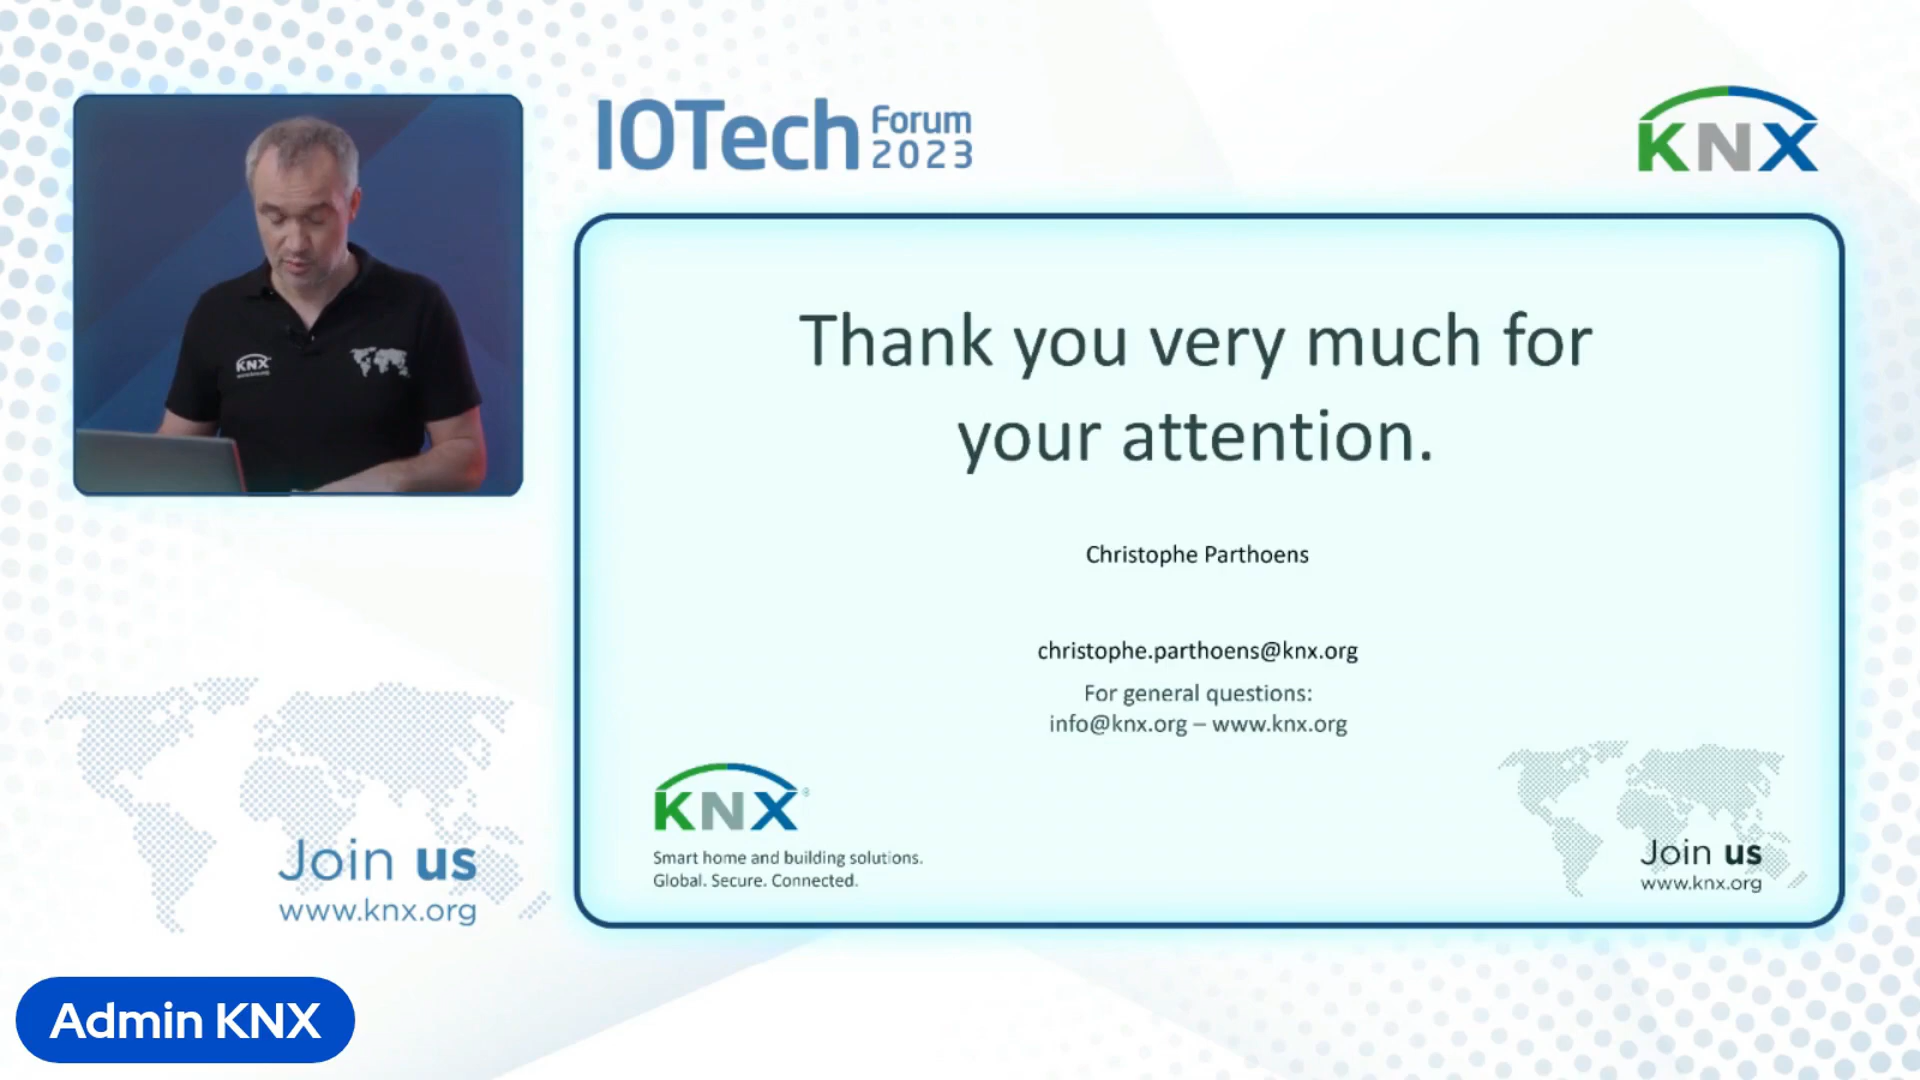 IOTech Forum 2023
KNX
KNX
Thank you very much for
your attention.
Christophe Parthoens
christophe.parthoens@knx.org
For general questions:
info@knx.org – www.knx.org
KNX®
Smart home and building solutions.
Global. Secure. Connected.
Join us
www.knx.org
Join us
www.knx.org
Admin KNX